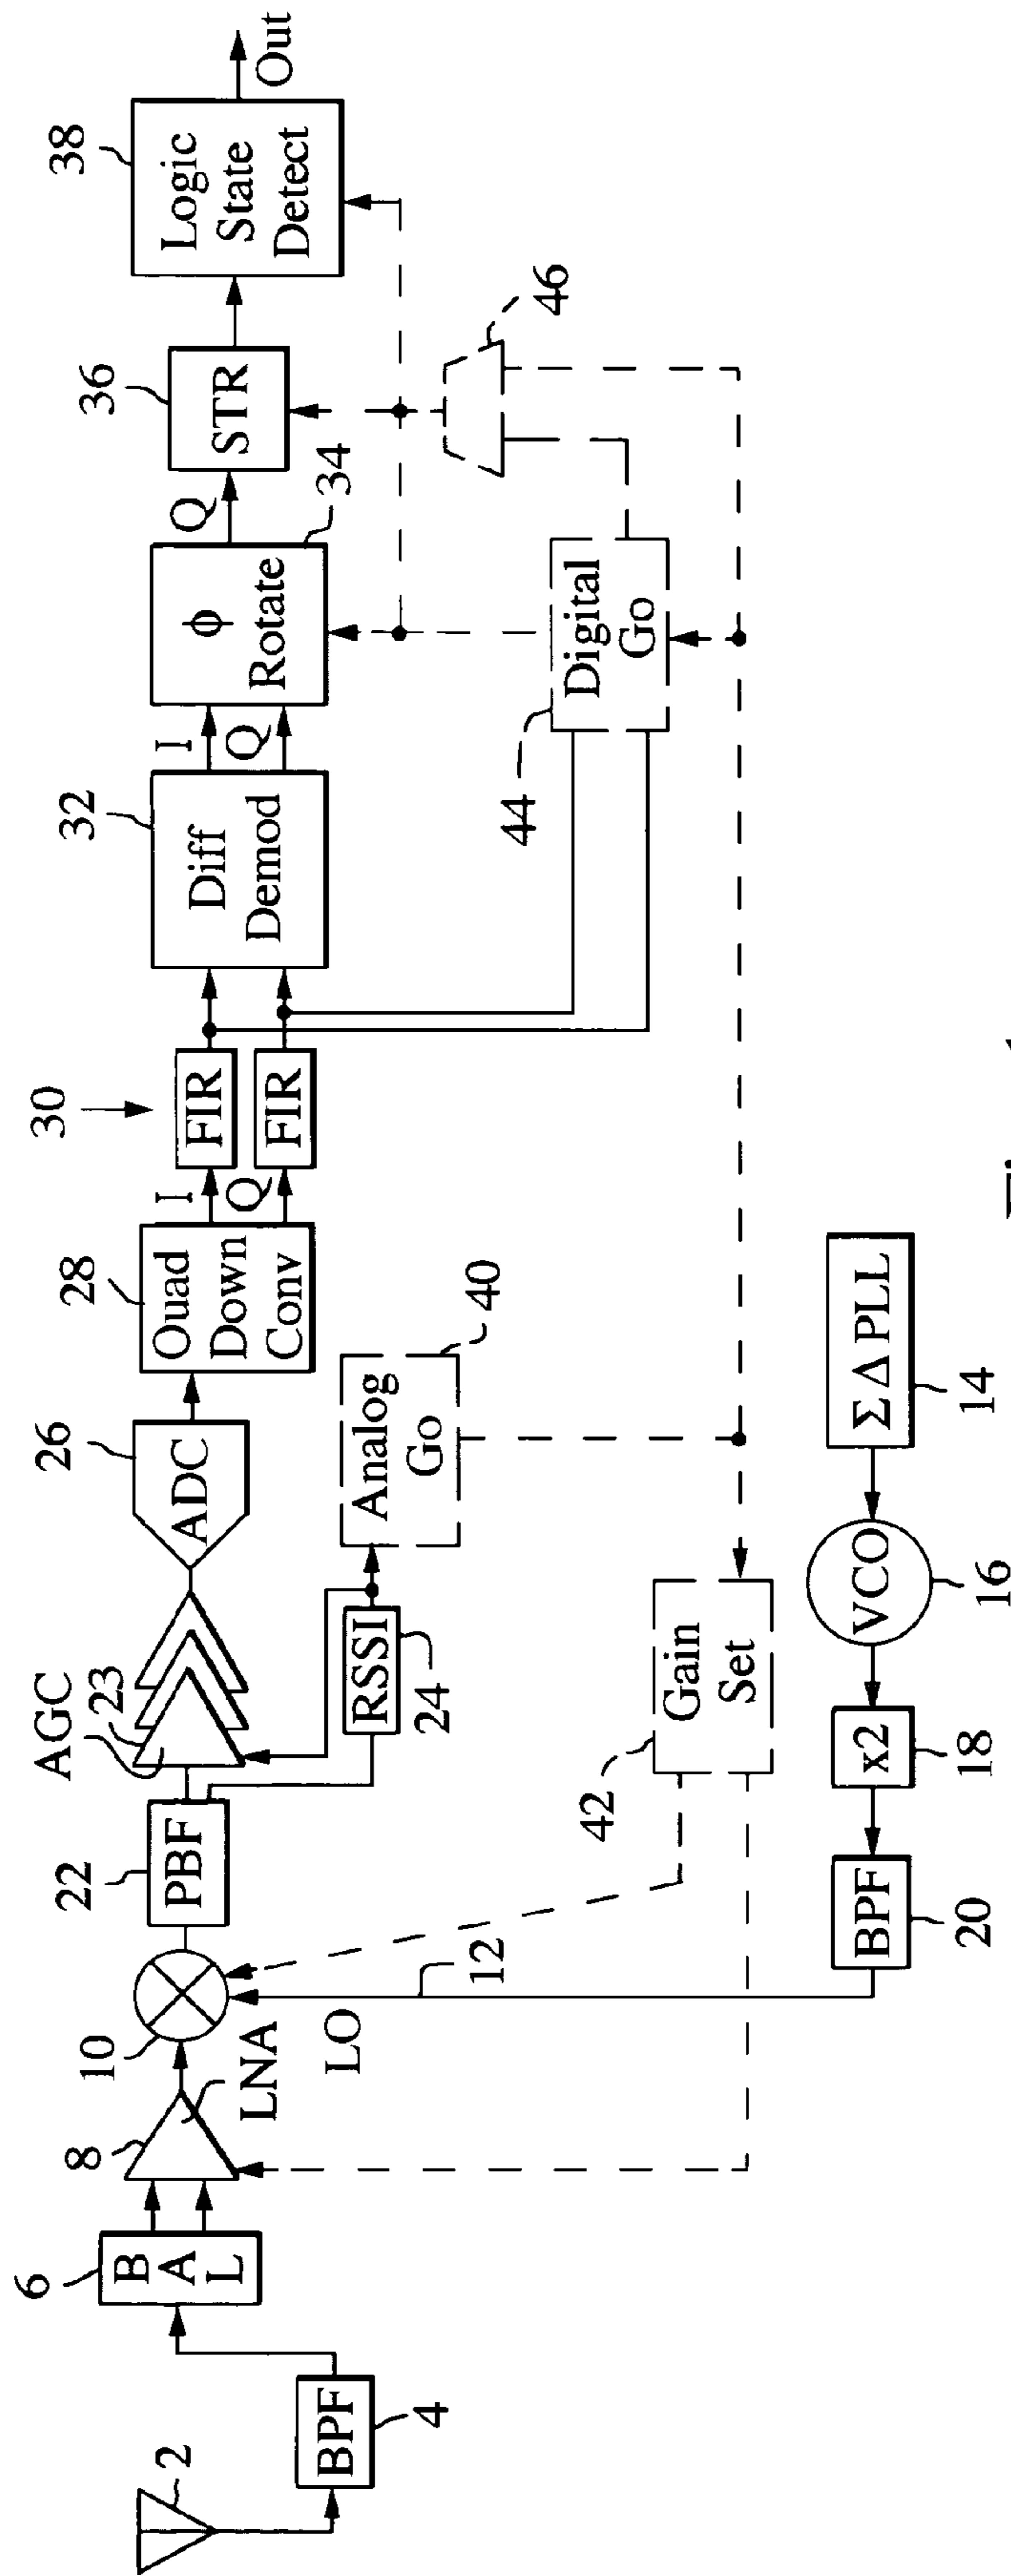 2
BPF
4
6
B
A
L
8
LNA
10
LO
12
22
PBF
AGC
23
RSSI
24
26
ADC
28
Ouad
Down
Conv
I
Q
30
FIR
FIR
32
Diff
Demod
I
Q
ϕ
Rotate
34
Q
36
STR
38
Logic
State
Detect
Out
Analog
Go
40
42
Gain
Set
44
Digital
Go
46
ΣΔ PLL
14
VCO
16
x2
18
BPF
20